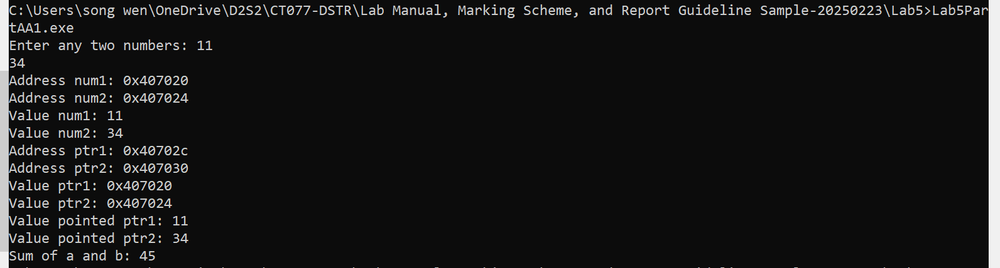 C:\Users\song wen\OneDrive\D2S2\CT077-DSTR\Lab Manual, Marking Scheme, and Report Guideline Sample-20250223\Lab5>Lab5Par
tAA1.exe
Enter any two numbers: 11
34
Address num1: 0x407020
Address num2: 0x407024
Value num1: 11
Value num2: 34
Address ptr1: 0x40702c
Address ptr2: 0x407030
Value ptr1: 0x407020
Value ptr2: 0x407024
Value pointed ptr1: 11
Value pointed ptr2: 34
Sum of a and b: 45